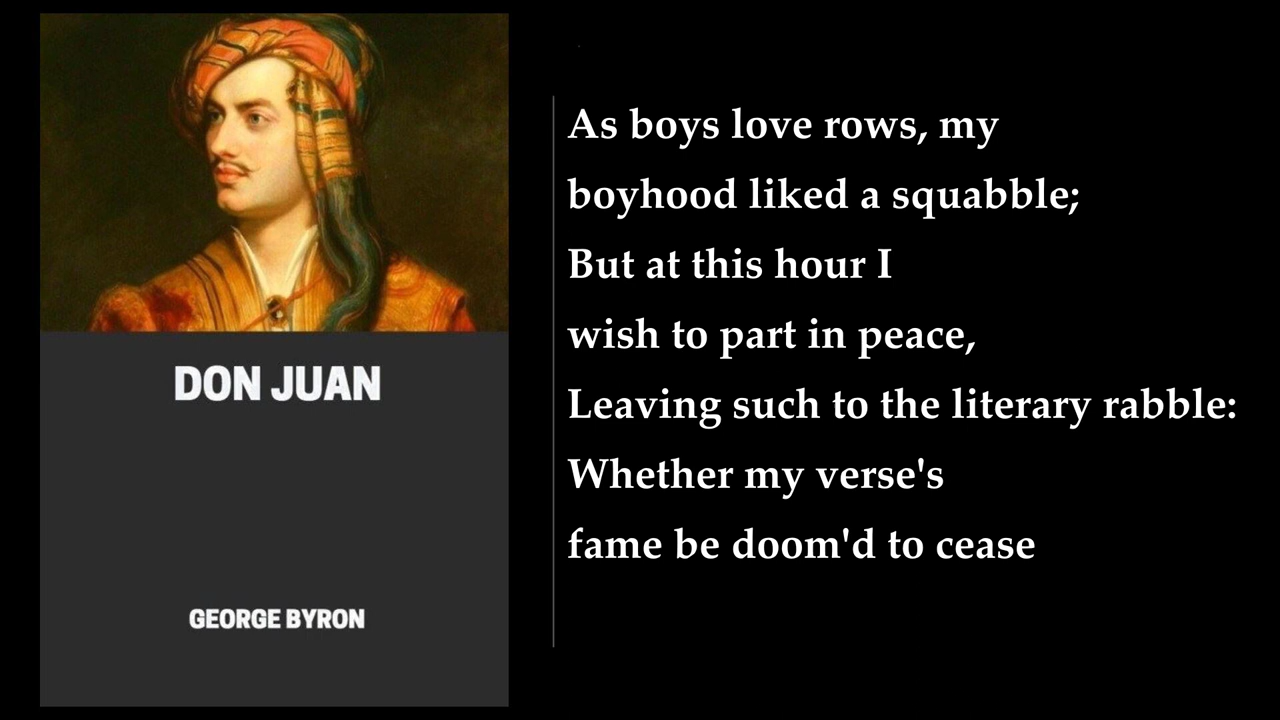 DON JUAN
GEORGE BYRON
As boys love rows, my
boyhood liked a squabble;
But at this hour I
wish to part in peace,
Leaving such to the literary rabble:
Whether my verse's
fame be doom'd to cease